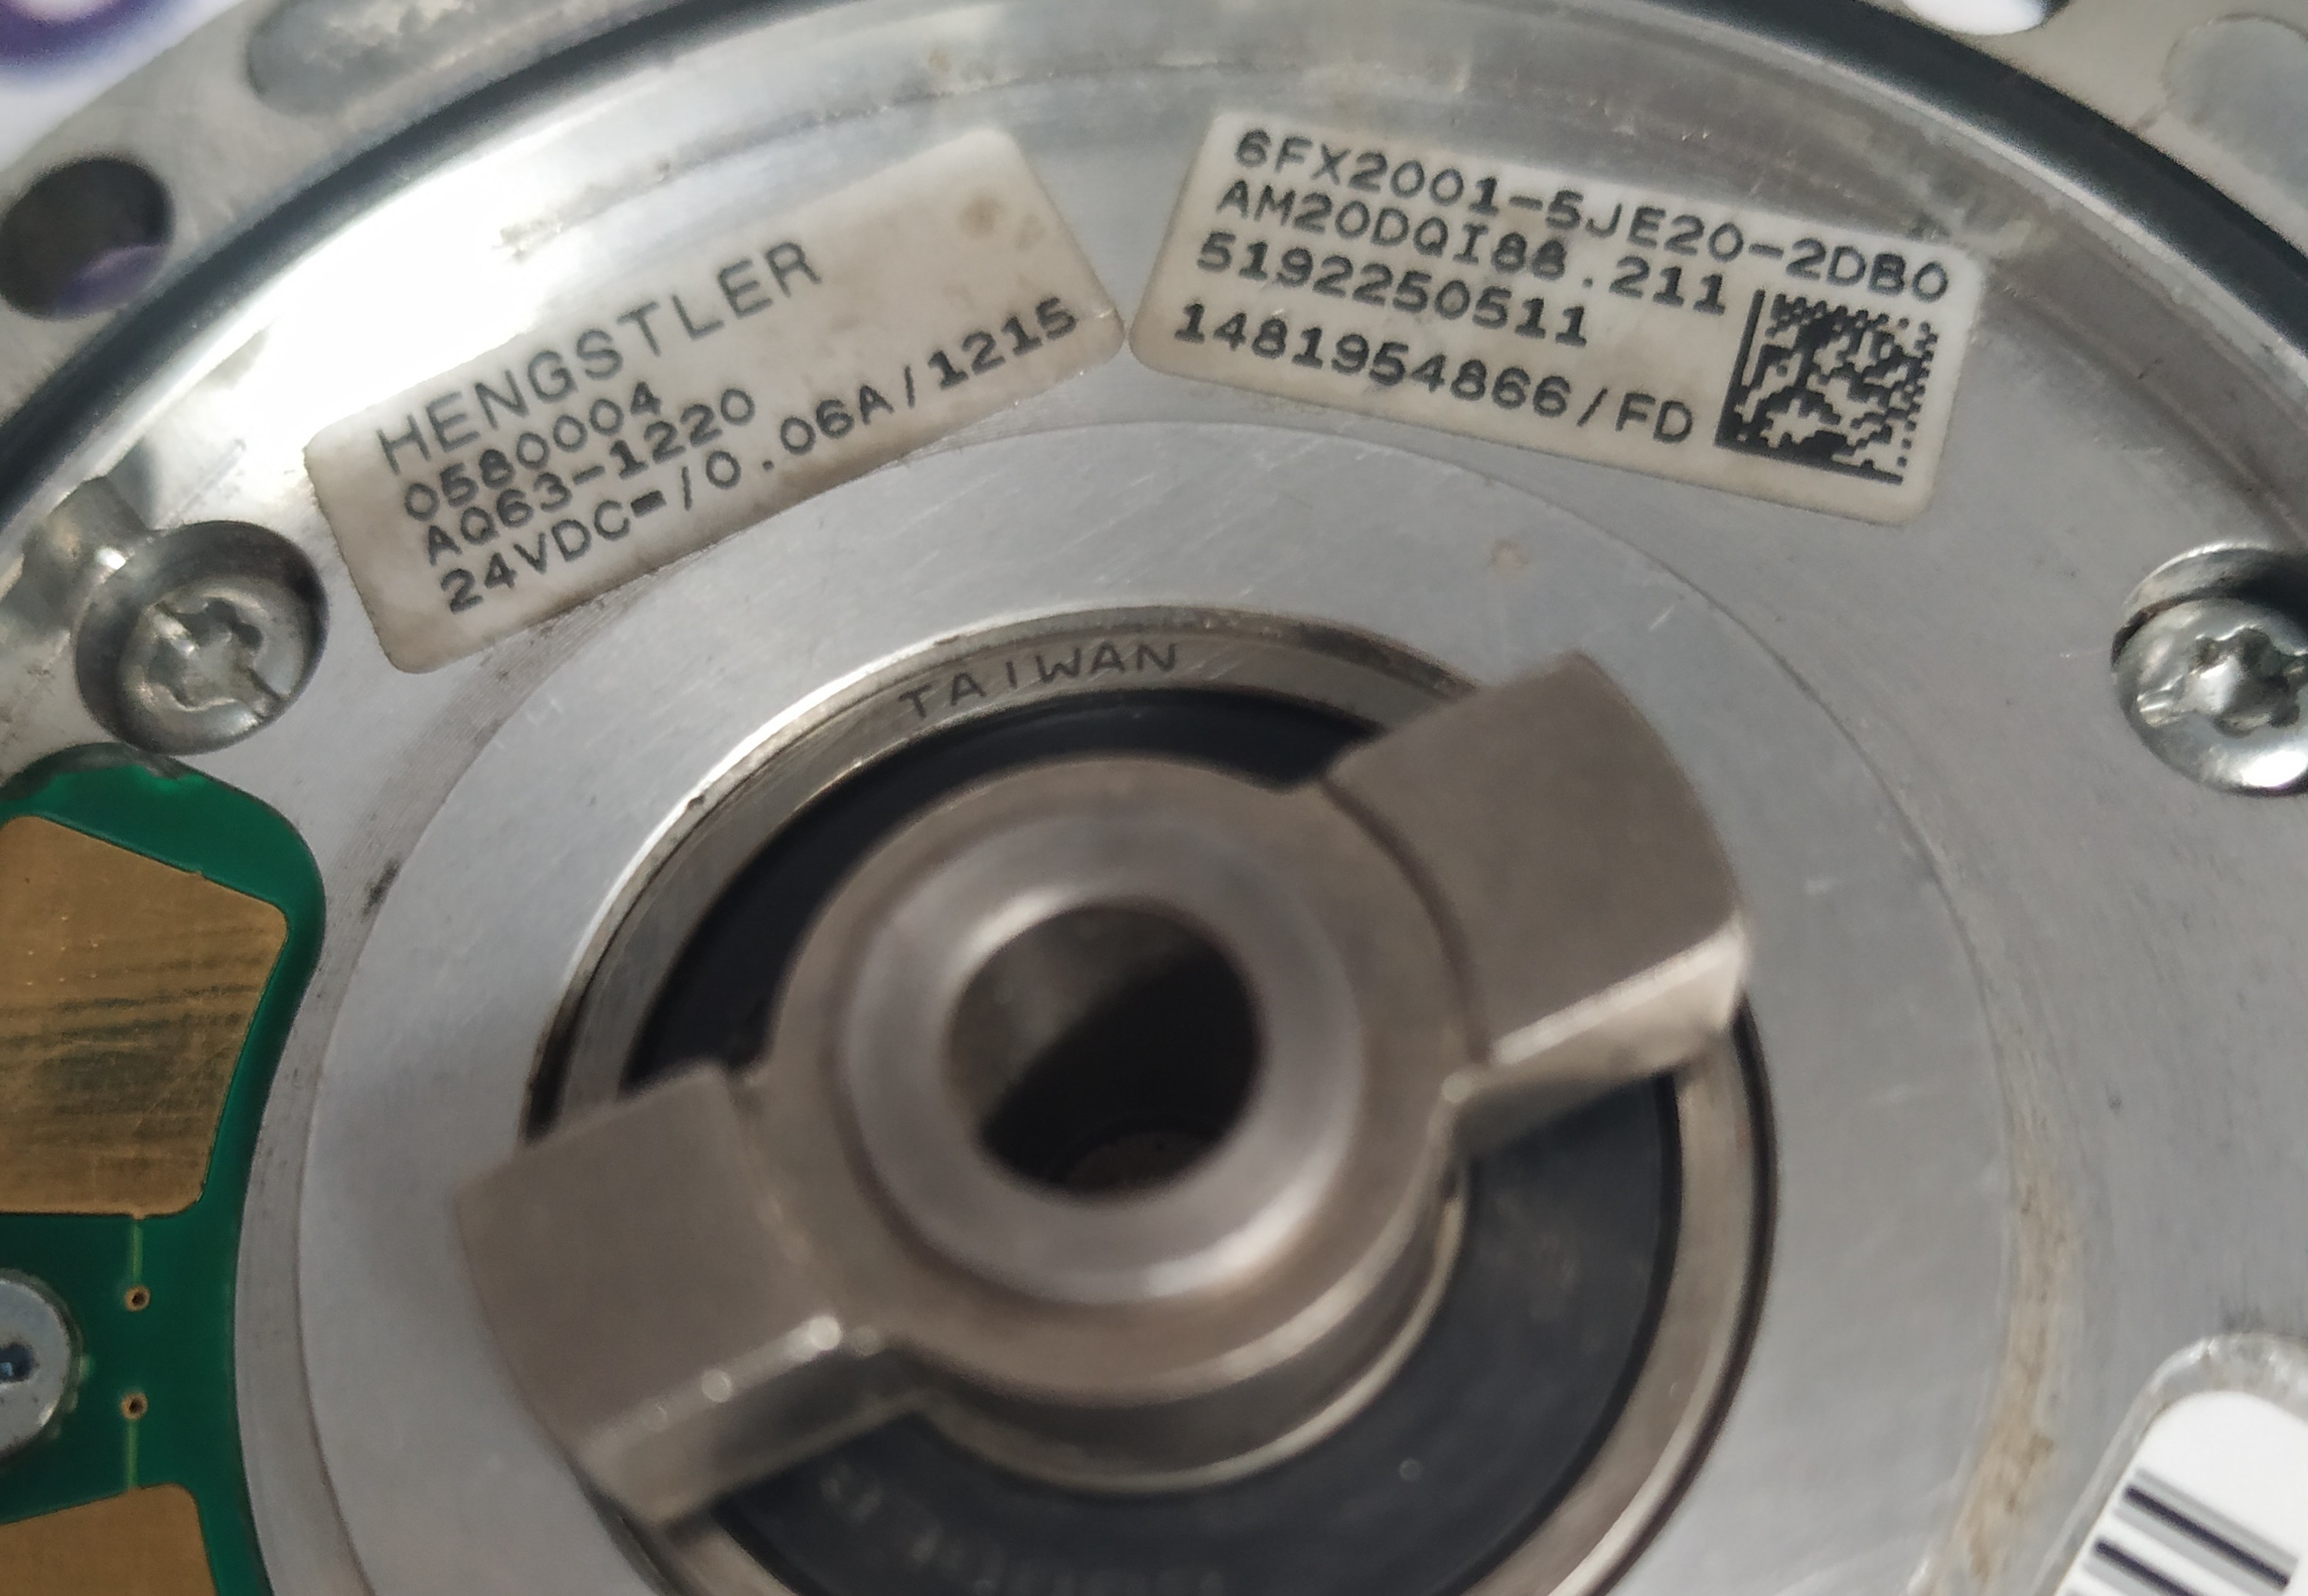 HENGSTLER
0580004
AQ63-1220
24VDC=/0.06A/1215
6FX2001-5JE20-2DB0
AM20DQI88.211
5192250511
1481954866/FD
TAIWAN